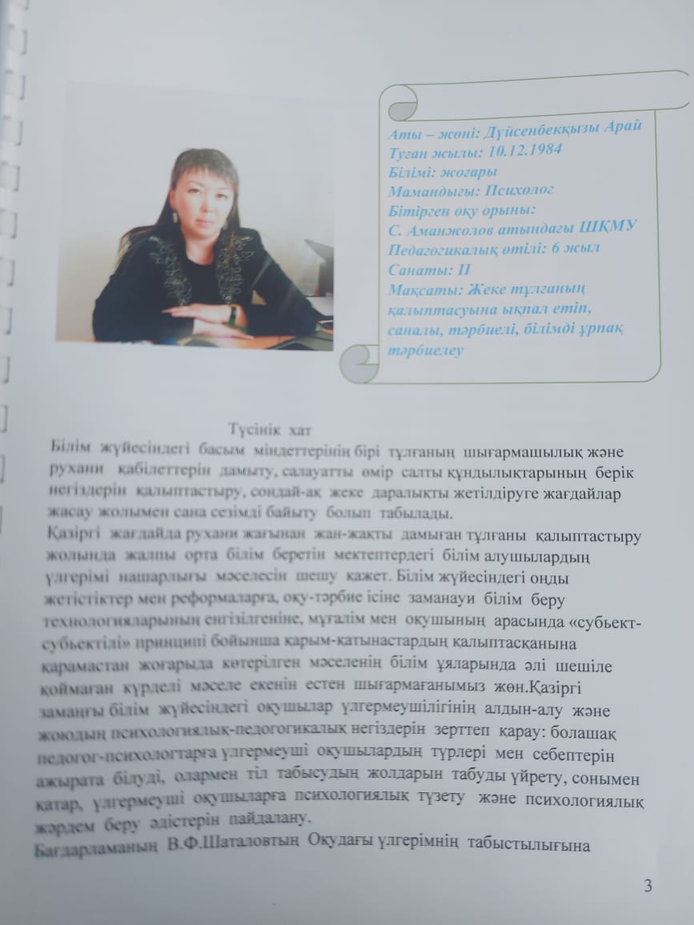 Аты – жөні: Дүйсенбекқызы Арай
Туған жылы: 10.12.1984
Білімі: жоғары
Мамандығы: Психолог
Бітірген оқу орыны:
С. Аманжолов атындағы ШҚМУ
Педагогикалық өтілі: 6 жыл
Санаты: ІІ
Мақсаты: Жеке тұлғаның
қалыптасуына ықпал етіп,
саналы, тәрбиелі, білімді ұрпақ
тәрбиелеу
Түсінік хат
Білім жүйесіндегі басым міндеттерінің бірі тұлғаның шығармашылық және
рухани қабілеттерін дамыту, салауатты өмір салты құндылықтарының берік
негіздерін қалыптастыру, сондай-ақ жеке даралықты жетілдіруге жағдайлар
жасау жолымен сана сезімді байыту болып табылады.
Қазіргі жағдайда рухани жағынан жан-жақты дамыған тұлғаны қалыптастыру
жолында жалпы орта білім беретін мектептердегі білім алушылардың
үлгерімі нашарлығы мәселесін шешу қажет. Білім жүйесіндегі оңды
жетістіктер мен реформаларға, оқу-тәрбие ісіне заманауи білім беру
технологияларының енгізілгеніне, мұғалім мен оқушының арасында «субъект-
субъектілі» принципі бойынша қарым-қатынастардың қалыптасқанына
қарамастан жоғарыда көтерілген мәселенің білім ұяларында әлі шешіле
қоймаған күрделі мәселе екенін естен шығармағанымыз жөн.Қазіргі
заманғы білім жүйесіндегі оқушылар үлгермеушілігінің алдын-алу және
жоюдың психологиялық-педогогикалық негіздерін зерттеп қарау: болашақ
педогог-психологтарға үлгермеуші оқушылардың түрлері мен себептерін
ажырата білуді, олармен тіл табысудың жолдарын табуды үйрету, сонымен
қатар, үлгермеуші оқушыларға психологиялық түзету және психологиялық
жәрдем беру әдістерін пайдалану.
Бағдарламаның В.Ф.Шаталовтың Оқудағы үлгерімнің табыстылығына
3